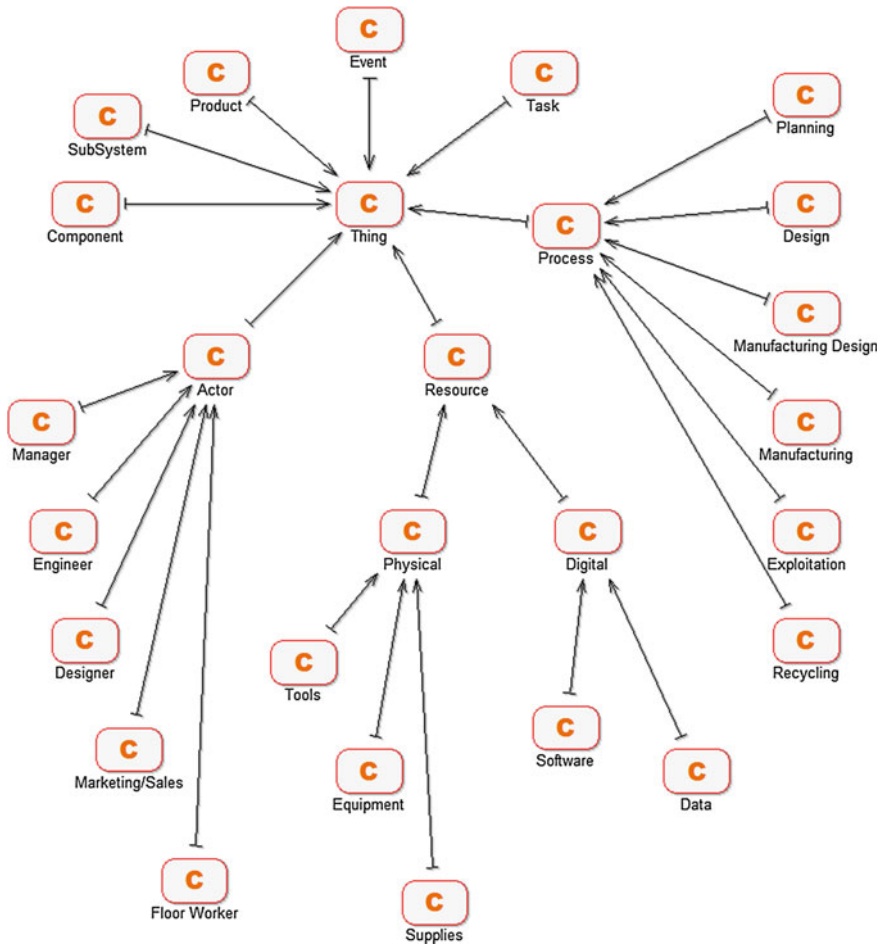 C
Event
C
Product
C
Task
C
Planning
C
SubSystem
C
Component
C
Thing
C
Process
C
Design
C
Manufacturing Design
C
Actor
C
Resource
C
Manager
C
Manufacturing
C
Engineer
C
Physical
C
Digital
C
Exploitation
C
Designer
C
Tools
C
Recycling
C
Marketing/Sales
C
Equipment
C
Software
C
Data
C
Floor Worker
C
Supplies